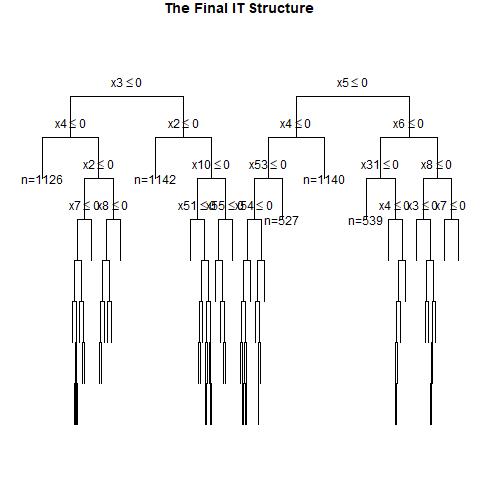 The Final IT Structure
x3 ≤ 0 x5 ≤ 0
x4 ≤ 0 x2 ≤ 0 x4 ≤ 0 x6 ≤ 0
n=1126 x2 ≤ 0 n=1142 x10 ≤ 0 x53 ≤ 0 n=1140 x31 ≤ 0 x8 ≤ 0
x7 ≤ 0 x8 ≤ 0 x51 ≤ 0 x55 ≤ 0 x54 ≤ 0 n=527 n=539 x4 ≤ 0 x3 ≤ 0 x7 ≤ 0